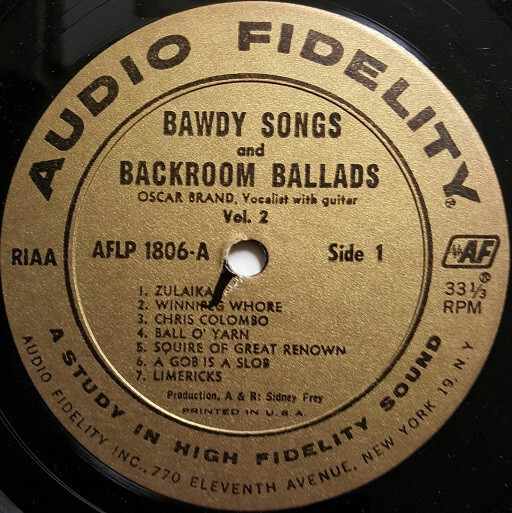 AUDIO FIDELITY®
BAWDY SONGS
and
BACKROOM BALLADS
OSCAR BRAND, Vocalist with guitar
Vol. 2
RIAA
AFLP 1806-A
Side 1
AF®
33 1/3
RPM
1. ZULAIKA
2. WINNIPEG WHORE
3. CHRIS COLOMBO
4. BALL O' YARN
5. SQUIRE OF GREAT RENOWN
6. A GOB IS A SLOB
7. LIMERICKS
Production, A & R: Sidney Frey
PRINTED IN U.S.A.
A STUDY IN HIGH FIDELITY SOUND
AUDIO FIDELITY INC., 770 ELEVENTH AVENUE, NEW YORK 19, N.Y.